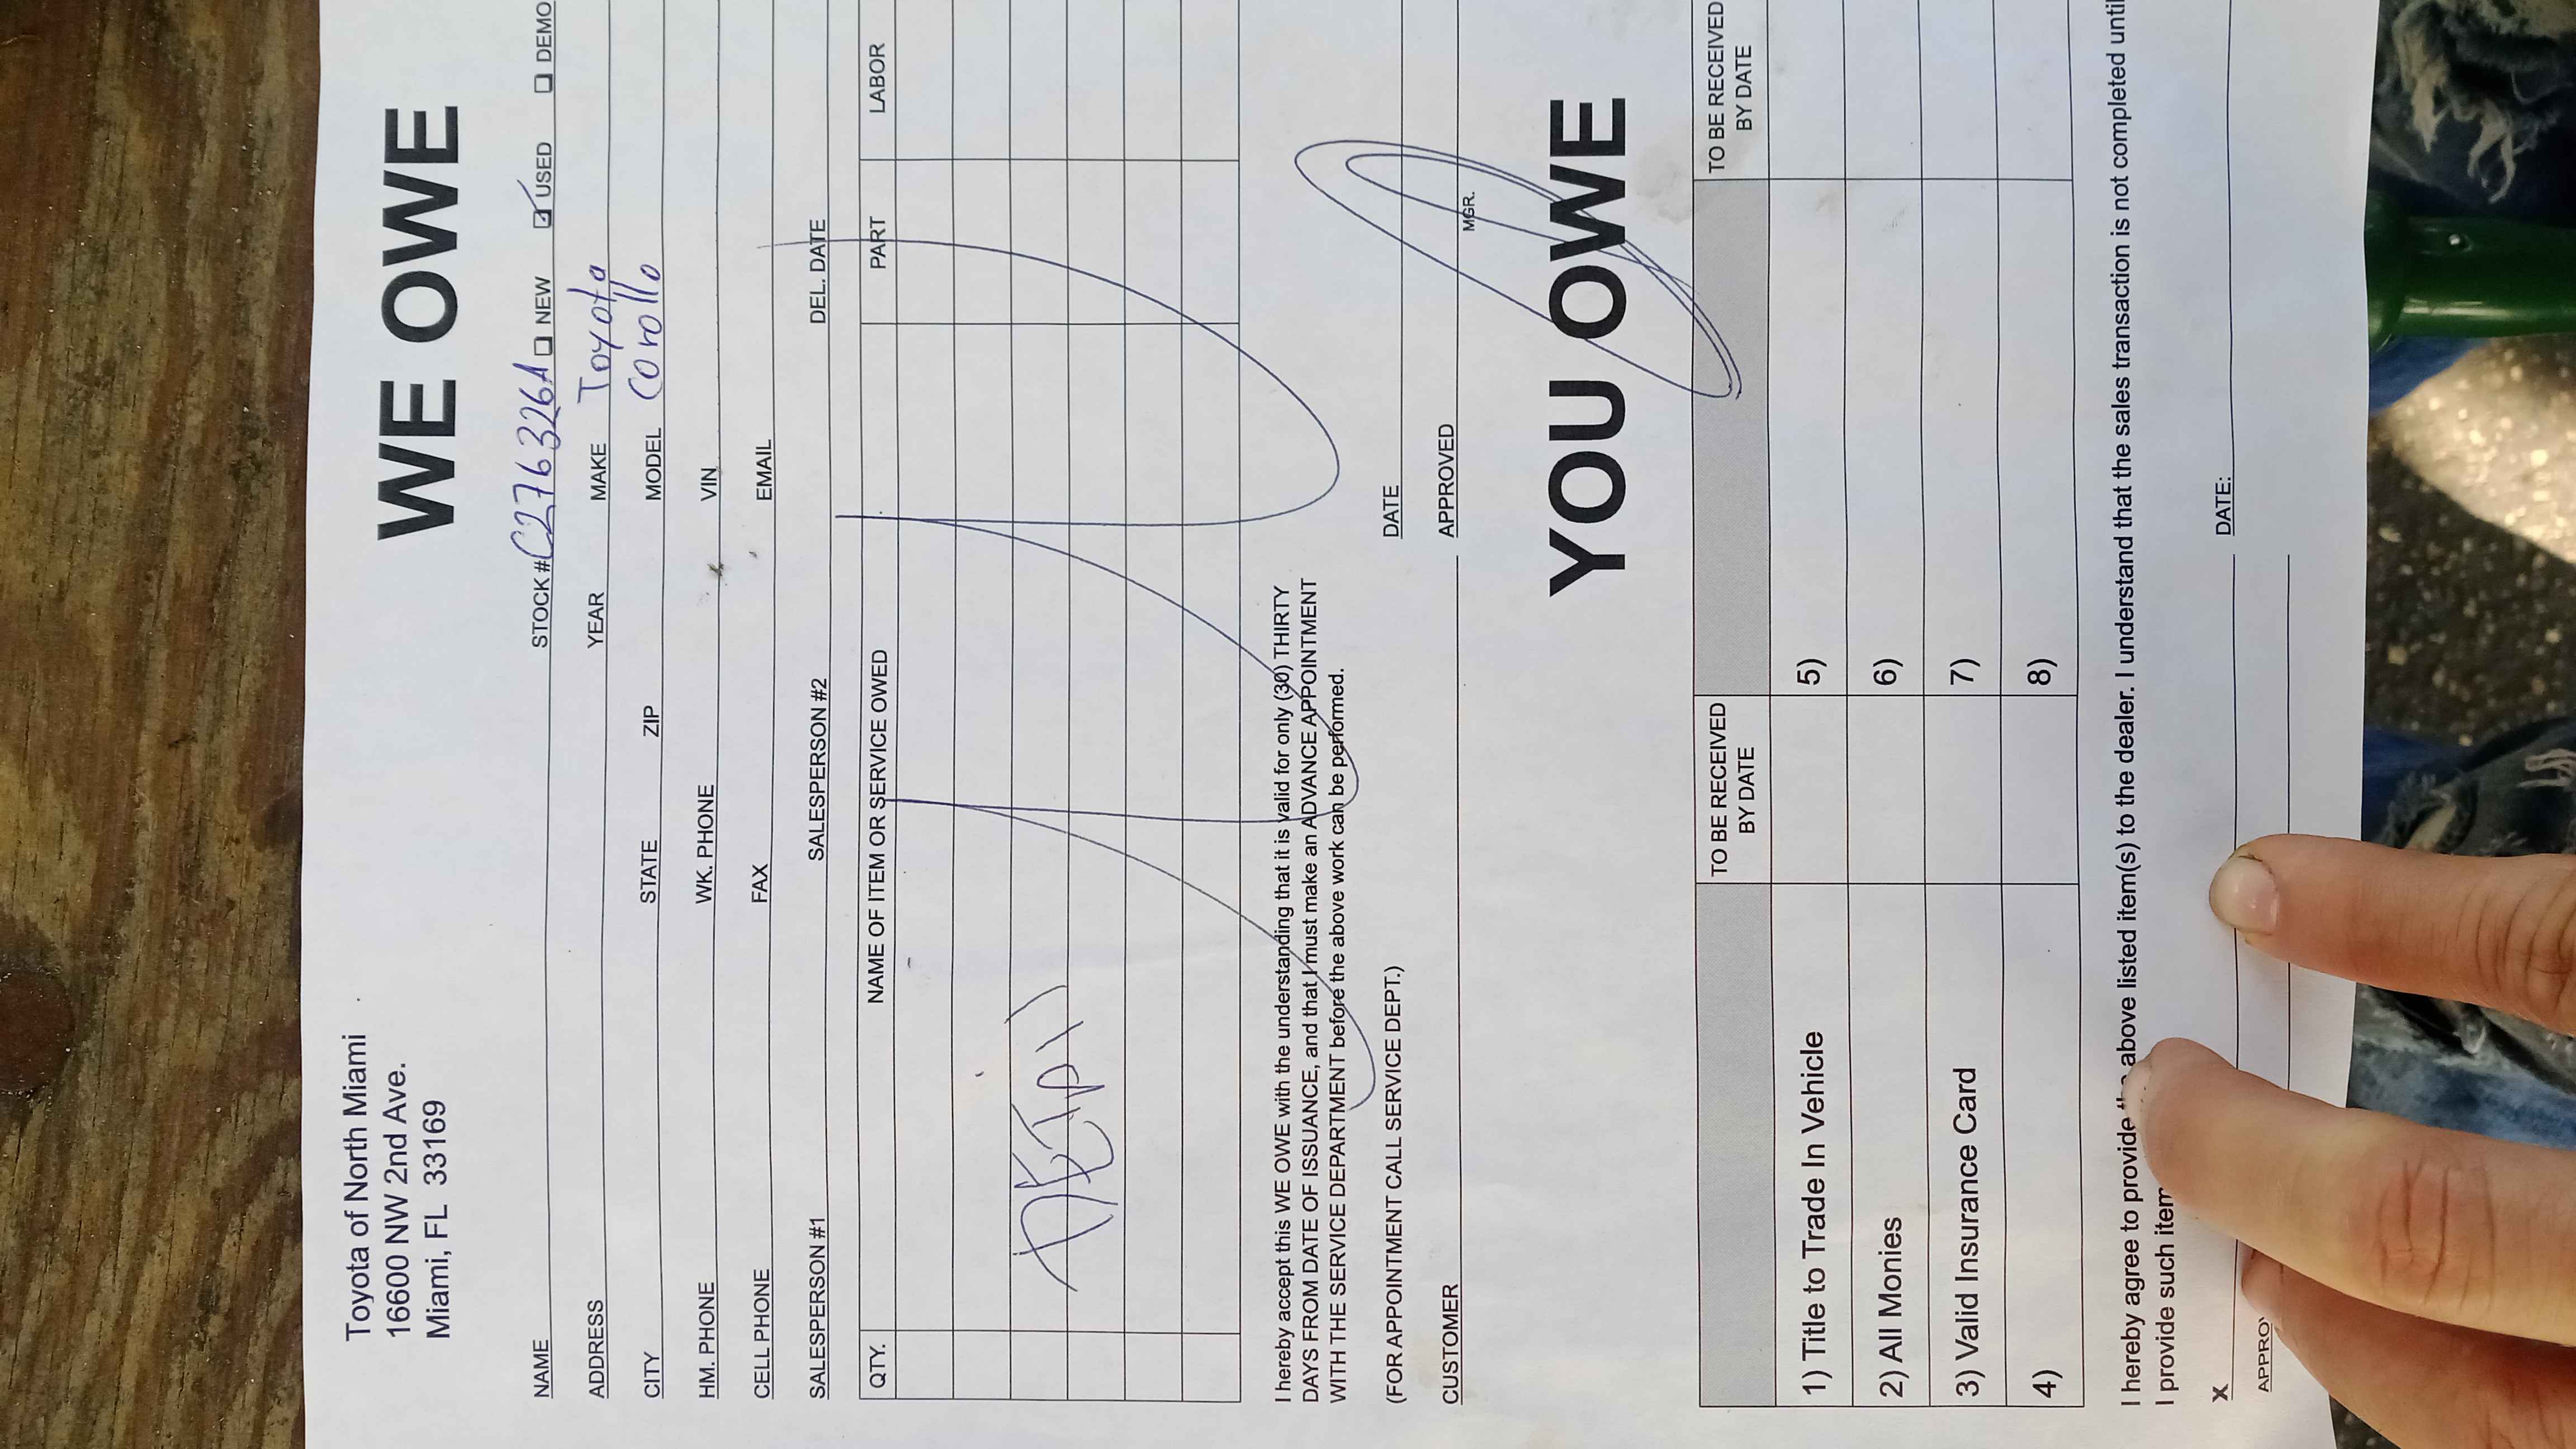 Toyota of North Miami
16600 NW 2nd Ave.
Miami, FL 33169
WE OWE
NAME STOCK # C276326A NEW USED DEMO
ADDRESS YEAR MAKE Toyota
CITY STATE ZIP MODEL Corolla
HM. PHONE WK. PHONE VIN
CELL PHONE FAX EMAIL
SALESPERSON #1 SALESPERSON #2 DEL. DATE
QTY. NAME OF ITEM OR SERVICE OWED PART LABOR
I hereby accept this WE OWE with the understanding that it is valid for only (30) THIRTY
DAYS FROM DATE OF ISSUANCE, and that I must make an ADVANCE APPOINTMENT
WITH THE SERVICE DEPARTMENT before the above work can be performed.
(FOR APPOINTMENT CALL SERVICE DEPT.) DATE
CUSTOMER APPROVED MGR.
YOU OWE
TO BE RECEIVED BY DATE TO BE RECEIVED BY DATE
1) Title to Trade In Vehicle 5)
2) All Monies 6)
3) Valid Insurance Card 7)
4) 8)
I hereby agree to provide above listed item(s) to the dealer. I understand that the sales transaction is not completed until
I provide such
X DATE: